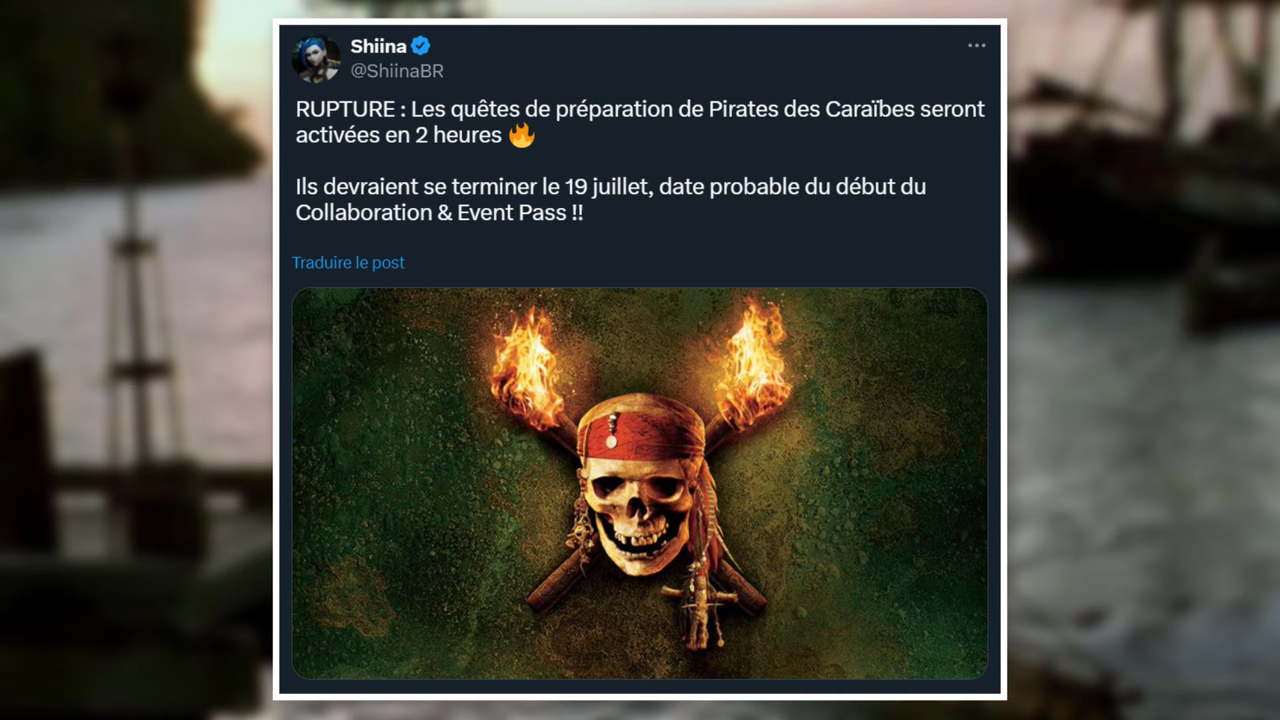 Shiina
@ShiinaBR
RUPTURE : Les quêtes de préparation de Pirates des Caraïbes seront
activées en 2 heures 🔥
Ils devraient se terminer le 19 juillet, date probable du début du
Collaboration & Event Pass !!
Traduire le post